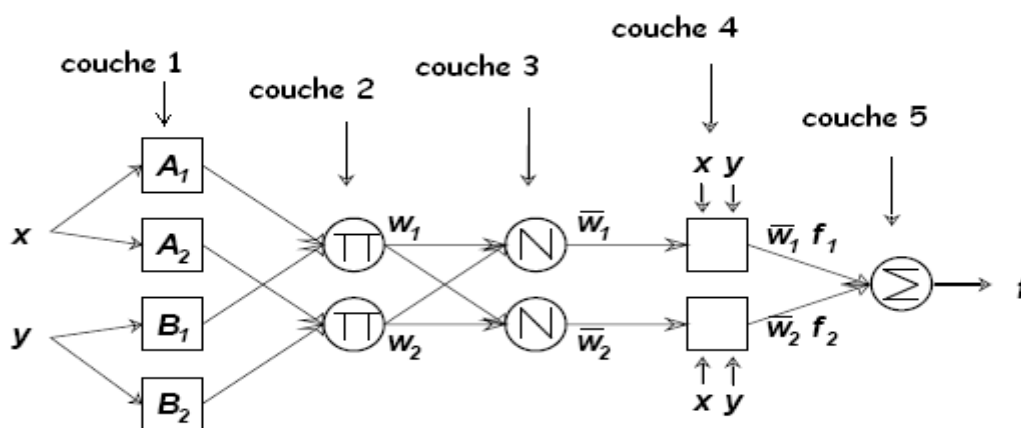 couche 1
couche 2
couche 3
couche 4
couche 5
x y
A₁
x
A₂
B₁
y
B₂
∏ w₁
∏ w₂
N w̅₁
N w̅₂
w̅₁ f₁
w̅₂ f₂
Σ
x y